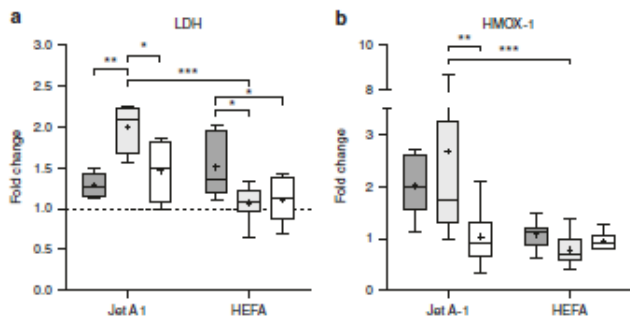 a
LDH
Fold change
3.0
2.5
2.0
1.5
1.0
0.5
0.0
**
*
***
*
*
Jet A1
HEFA
b
HMOX-1
Fold change
10
8
3
2
1
0
**
***
Jet A-1
HEFA